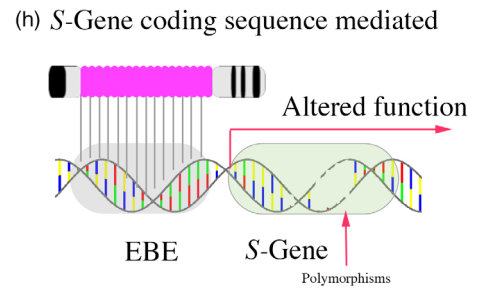 (h) S-Gene coding sequence mediated
Altered function
EBE
S-Gene
Polymorphisms